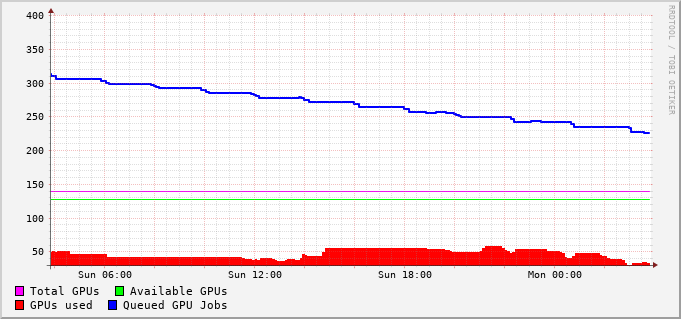 400
350
300
250
200
150
100
50
Sun 06:00 Sun 12:00 Sun 18:00 Mon 00:00
Total GPUs Available GPUs
GPUs used Queued GPU Jobs
RRDTOOL / TOBI OETIKER